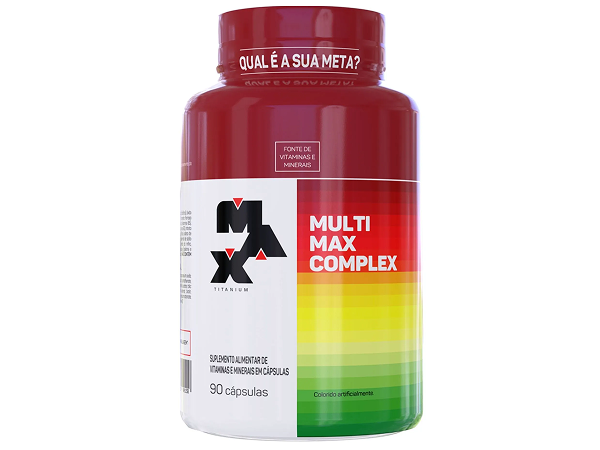 QUAL É A SUA META?
FONTE DE
VITAMINAS E
MINERAIS
MAX
TITANIUM
MULTI
MAX
COMPLEX
SUPLEMENTO ALIMENTAR DE
VITAMINAS E MINERAIS EM CÁPSULAS
90 cápsulas
Colorido artificialmente